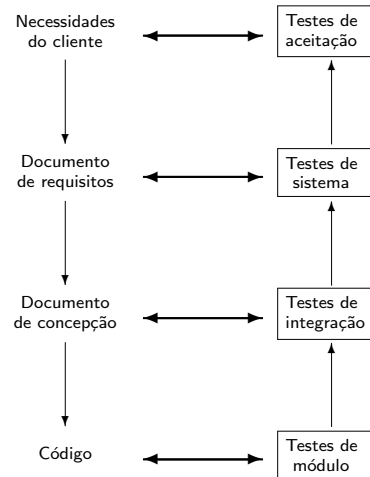 Necessidades
do cliente
Testes de
aceitação
Documento
de requisitos
Testes de
sistema
Documento
de concepção
Testes de
integração
Código
Testes de
módulo